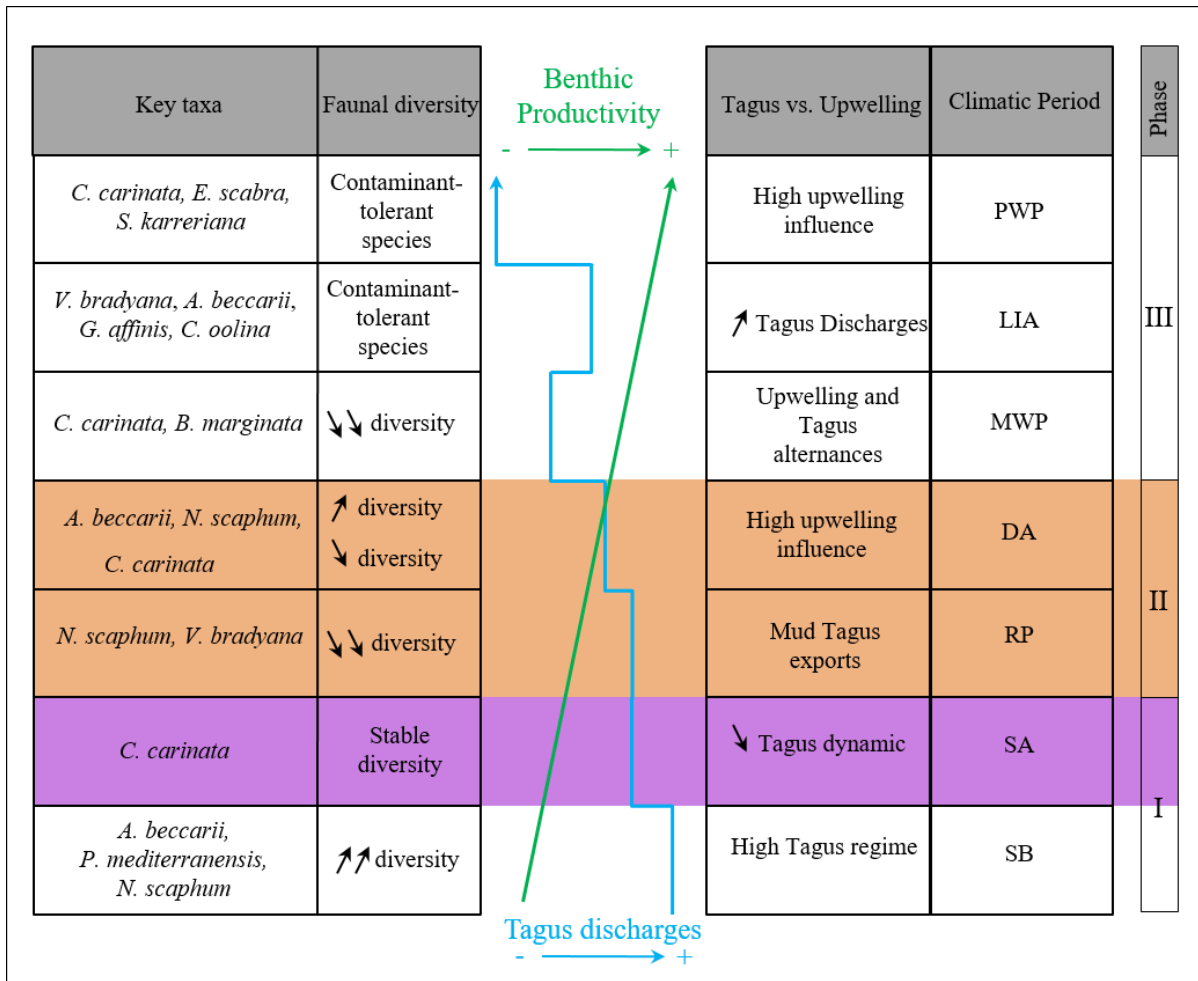 Key taxa
Faunal diversity
Benthic
Productivity
- +
Tagus vs. Upwelling
Climatic Period
Phase
C. carinata, E. scabra,
S. karreriana
Contaminant-
tolerant
species
High upwelling
influence
PWP
V. bradyana, A. beccarii,
G. affinis, C. oolina
Contaminant-
tolerant
species
↗ Tagus Discharges
LIA
III
C. carinata, B. marginata
↘↘ diversity
Upwelling and
Tagus
alternances
MWP
A. beccarii, N. scaphum,
C. carinata
↗ diversity
↘ diversity
High upwelling
influence
DA
II
N. scaphum, V. bradyana
↘↘ diversity
Mud Tagus
exports
RP
C. carinata
Stable
diversity
↘ Tagus dynamic
SA
I
A. beccarii,
P. mediterranensis,
N. scaphum
↗↗ diversity
High Tagus regime
SB
Tagus discharges
- +